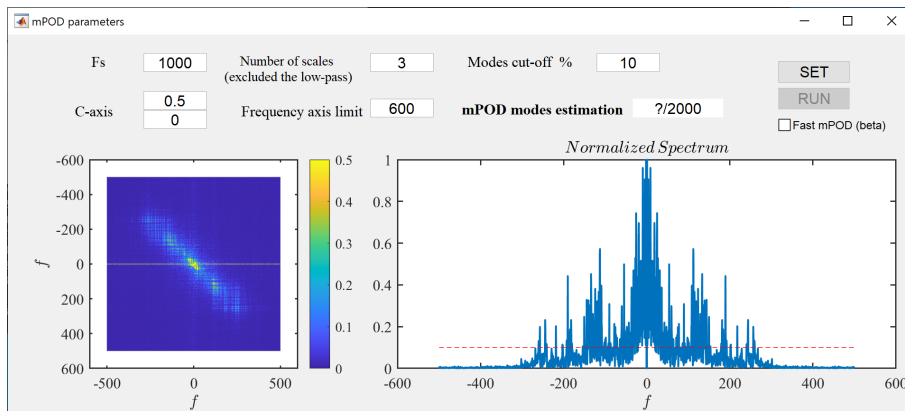 mPOD parameters
Fs 1000 Number of scales 3 Modes cut-off % 10
(excluded the low-pass)
SET
C-axis 0.5
0
Frequency axis limit 600 mPOD modes estimation ?/2000
RUN
Fast mPOD (beta)
Normalized Spectrum
-600
-400
-200
0
200
400
600
f
-500 0 500
f
0.5
0.4
0.3
0.2
0.1
0
1
0.8
0.6
0.4
0.2
0
-600 -400 -200 0 200 400 600
f